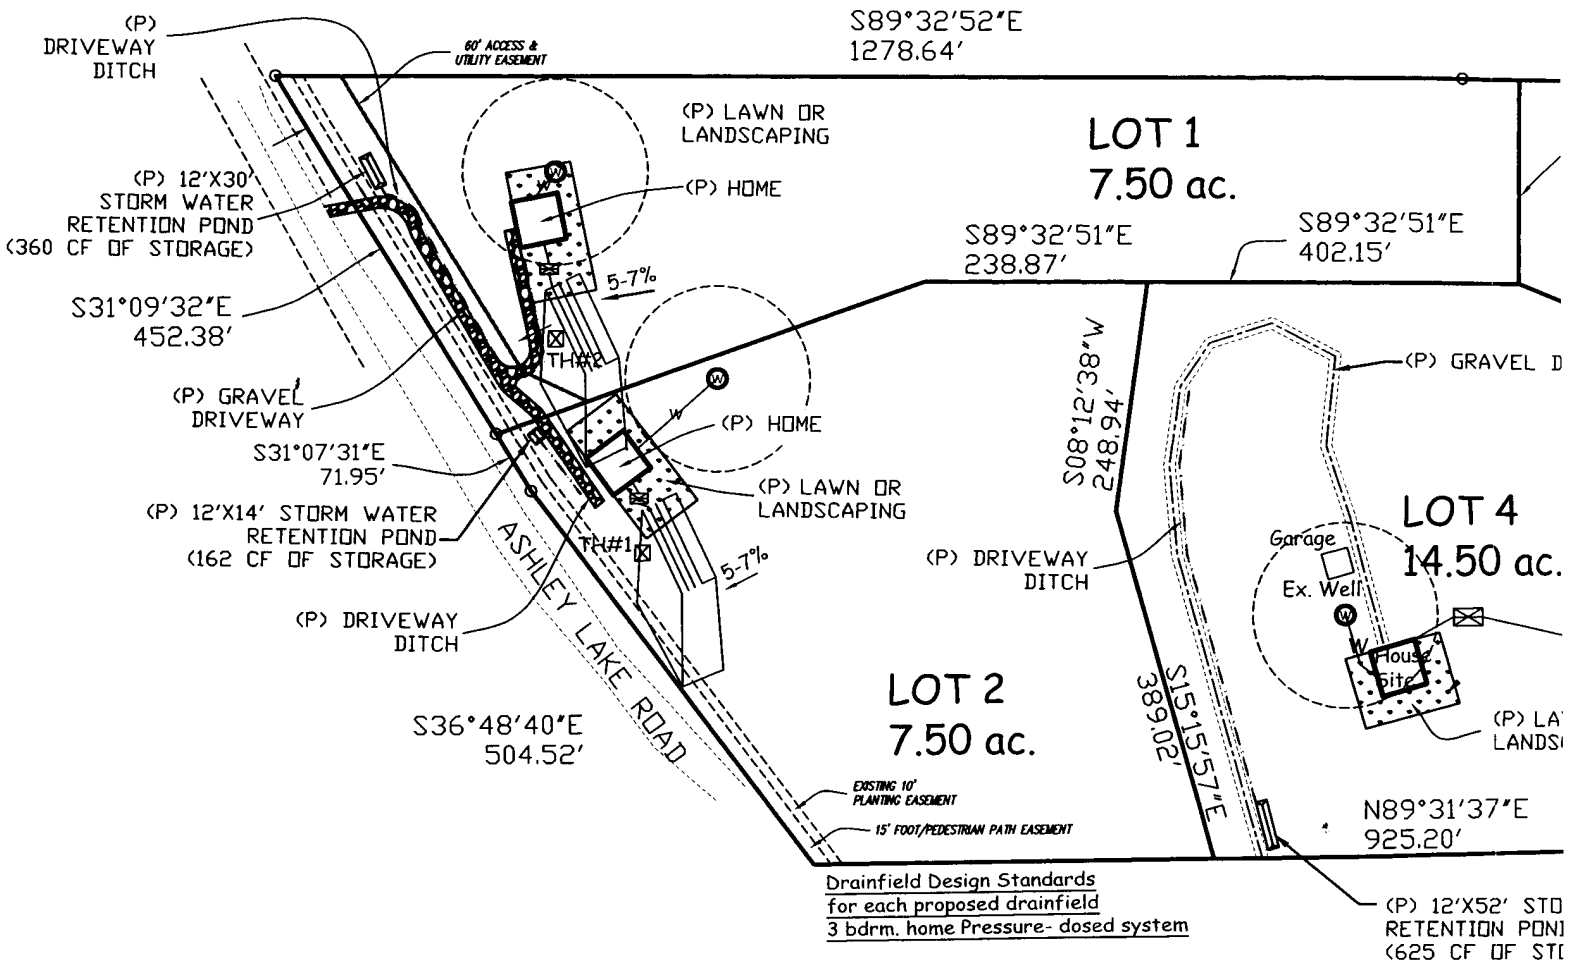 (P)
DRIVEWAY
DITCH
60' ACCESS &
UTILITY EASEMENT
S89°32'52"E
1278.64'
(P) LAWN OR
LANDSCAPING
LOT 1
7.50 ac.
(P) 12'X30'
STORM WATER
RETENTION POND
(360 CF OF STORAGE)
W
W
(P) HOME
S89°32'51"E
238.87'
S89°32'51"E
402.15'
5-7%
S31°09'32"E
452.38'
TH#2
S08°12'38"W
248.94'
(P) GRAVEL D
(P) GRAVEL
DRIVEWAY
W
W
(P) HOME
S31°07'31"E
71.95'
(P) LAWN OR
LANDSCAPING
(P) 12'X14' STORM WATER
RETENTION POND
(162 CF OF STORAGE)
ASHLEY LAKE ROAD
TH#1
5-7%
(P) DRIVEWAY
DITCH
LOT 4
14.50 ac.
Garage
Ex. Well
W
W
House
Site
(P) DRIVEWAY
DITCH
S36°48'40"E
504.52'
LOT 2
7.50 ac.
S15°15'57"E
389.02'
(P) LA
LANDS
EXISTING 10'
PLANTING EASEMENT
15' FOOT/PEDESTRIAN PATH EASEMENT
N89°31'37"E
925.20'
Drainfield Design Standards
for each proposed drainfield
3 bdrm. home Pressure- dosed system
(P) 12'X52' STO
RETENTION PON
(625 CF OF STO